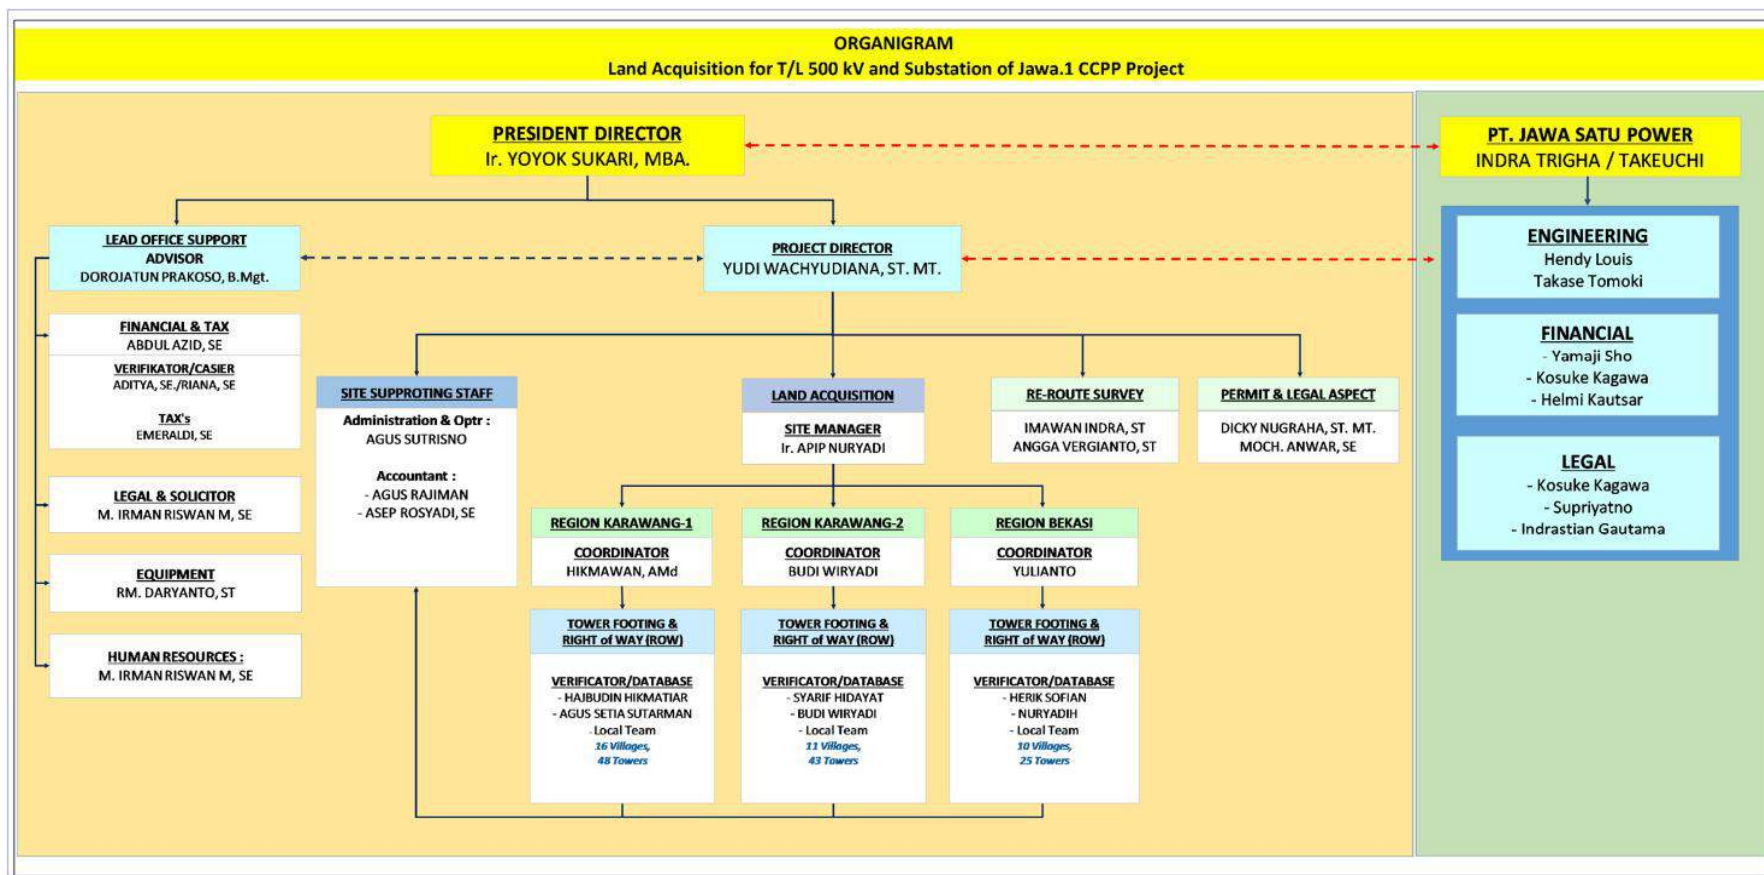 ORGANIGRAM
Land Acquisition for T/L 500 kV and Substation of Jawa.1 CCPP Project
PRESIDENT DIRECTOR
Ir. YOYOK SUKARI, MBA.
PT. JAWA SATU POWER
INDRA TRIGHA / TAKEUCHI
LEAD OFFICE SUPPORT
ADVISOR
DOROJATUN PRAKOSO, B.Mgt.
PROJECT DIRECTOR
YUDI WACHYUDIANA, ST. MT.
ENGINEERING
Hendy Louis
Takase Tomoki
FINANCIAL
- Yamaji Sho
- Kosuke Kagawa
- Helmi Kautsar
LEGAL
- Kosuke Kagawa
- Supriyatno
- Indrastian Gautama
FINANCIAL & TAX
ABDUL AZID, SE
VERIFIKATOR/CASIER
ADITYA, SE./RIANA, SE
TAX's
EMERALDI, SE
LEGAL & SOLICITOR
M. IRMAN RISWAN M, SE
EQUIPMENT
RM. DARYANTO, ST
HUMAN RESOURCES :
M. IRMAN RISWAN M, SE
SITE SUPPROTING STAFF
Administration & Optr :
AGUS SUTRISNO
Accountant :
- AGUS RAJIMAN
- ASEP ROSYADI, SE
LAND ACQUISITION
SITE MANAGER
Ir. APIP NURYADI
RE-ROUTE SURVEY
IMAWAN INDRA, ST
ANGGA VERGIANTO, ST
PERMIT & LEGAL ASPECT
DICKY NUGRAHA, ST. MT.
MOCH. ANWAR, SE
REGION KARAWANG-1
COORDINATOR
HIKMAWAN, AMd
TOWER FOOTING &
RIGHT of WAY (ROW)
VERIFICATOR/DATABASE
- HAJBUDIN HIKMATIAR
- AGUS SETIA SUTARMAN
- Local Team
16 Villages,
48 Towers
REGION KARAWANG-2
COORDINATOR
BUDI WIRYADI
TOWER FOOTING &
RIGHT of WAY (ROW)
VERIFICATOR/DATABASE
- SYARIF HIDAYAT
- BUDI WIRYADI
- Local Team
11 Villages,
43 Towers
REGION BEKASI
COORDINATOR
YULIANTO
TOWER FOOTING &
RIGHT of WAY (ROW)
VERIFICATOR/DATABASE
- HERIK SOFIAN
- NURYADIH
- Local Team
10 Villages,
25 Towers